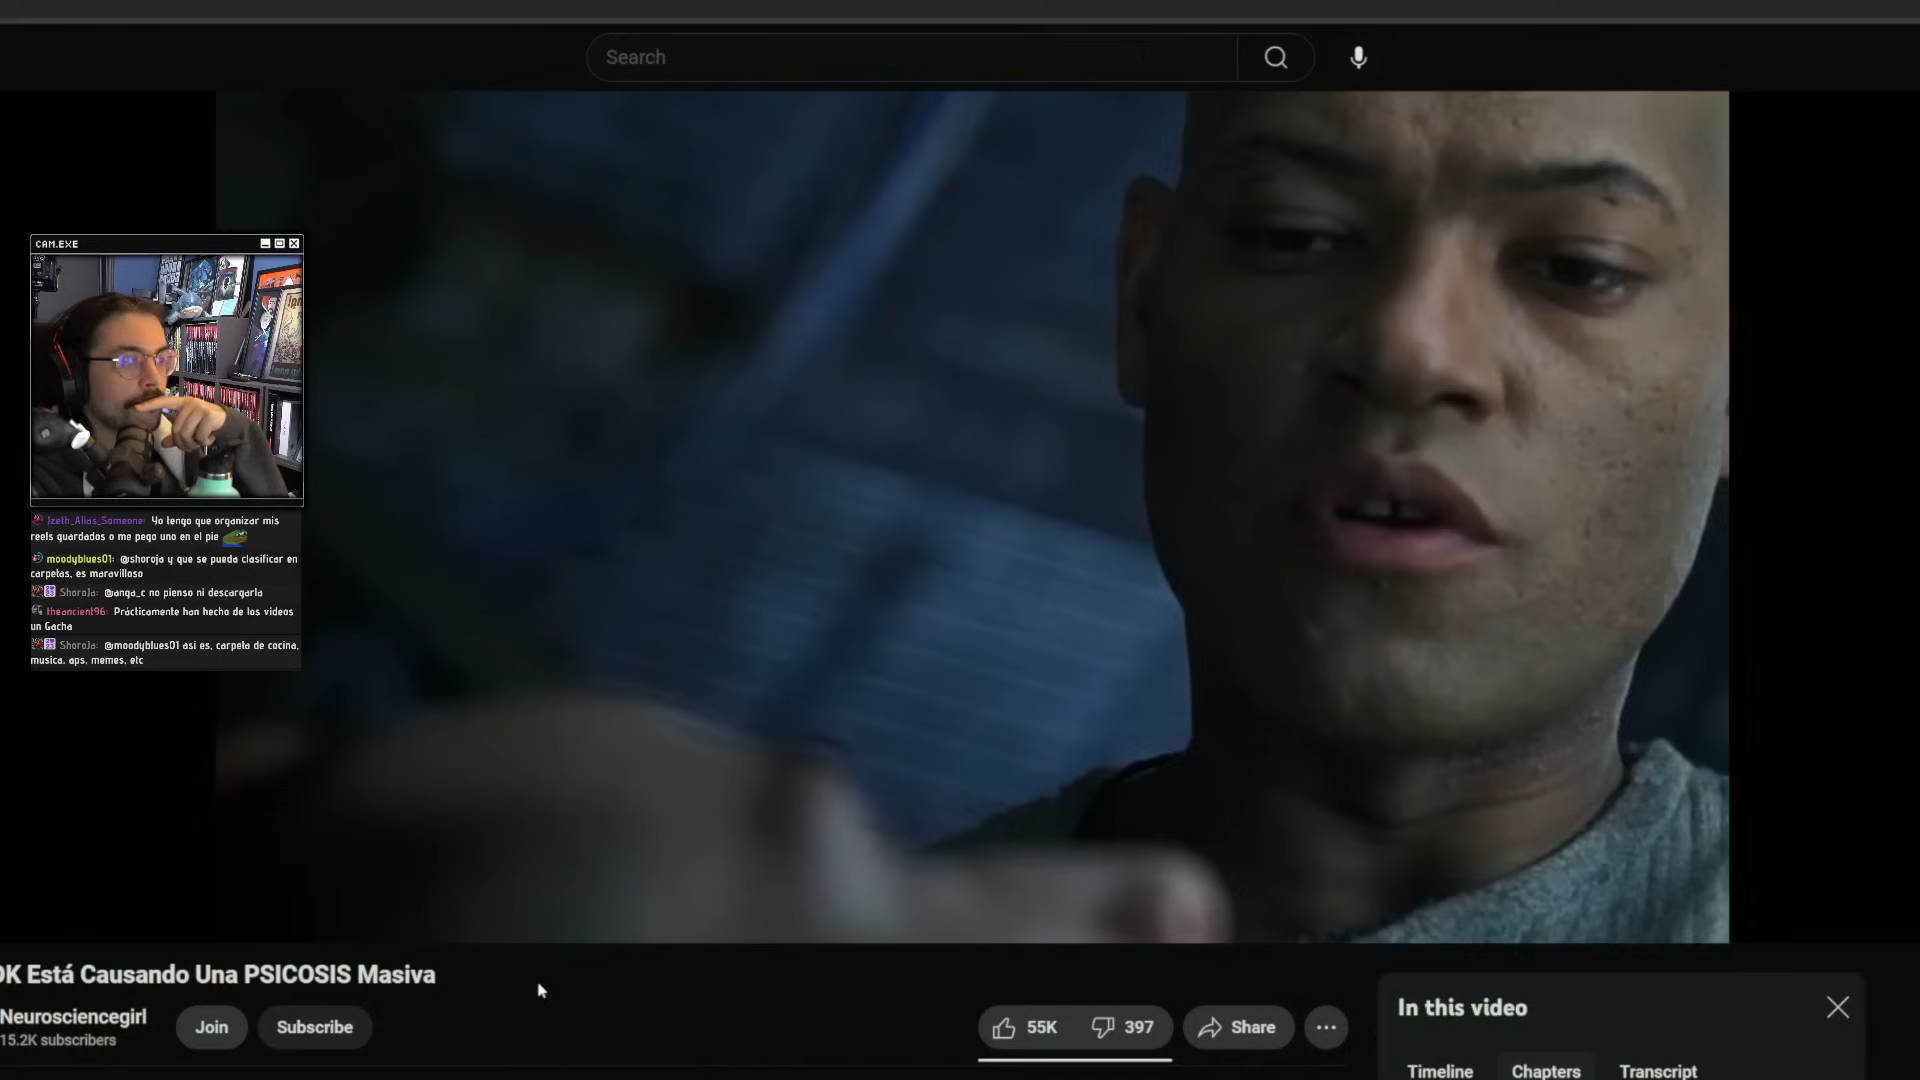 Search
CAM.EXE
Jzeth_Alias_Someone: Yo tengo que organizar mis
reels guardados o me pego uno en el pie
moodyblues01: @shoroja y que se pueda clasificar en
carpetas, es maravilloso
ShoroJa: @anga_c no pienso ni descargarla
theancient96: Prácticamente han hecho de los videos
un Gacha
ShoroJa: @moodyblues01 asi es, carpeta de cocina,
musica. aps, memes, etc
OK Está Causando Una PSICOSIS Masiva
Neurosciencegirl
15.2K subscribers
Join
Subscribe
55K
397
Share
In this video
Timeline
Chapters
Transcript